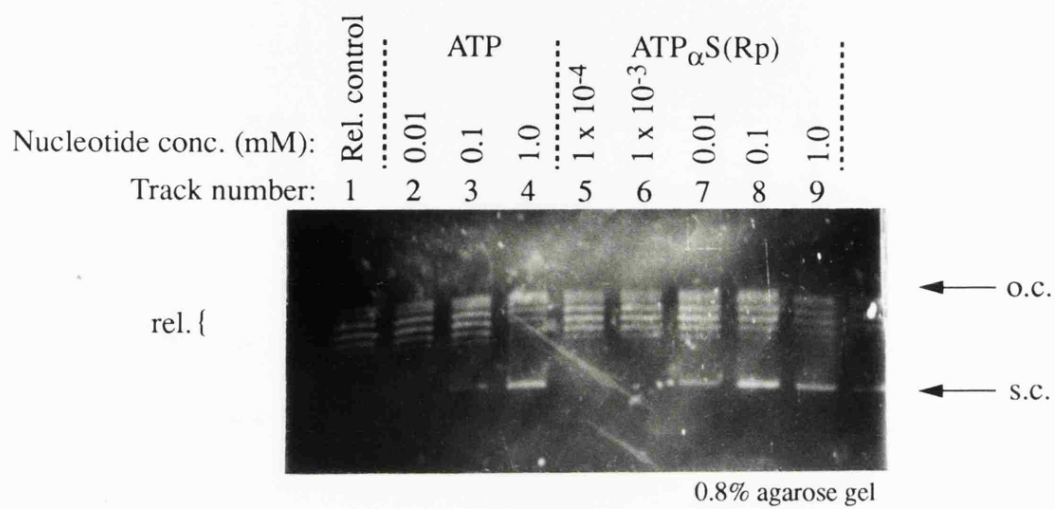 Rel. control
ATP
ATPαS(Rp)
Nucleotide conc. (mM): 0.01 0.1 1.0 1 x 10-4 1 x 10-3 0.01 0.1 1.0
Track number: 1 2 3 4 5 6 7 8 9
o.c.
rel. {
s.c.
0.8% agarose gel